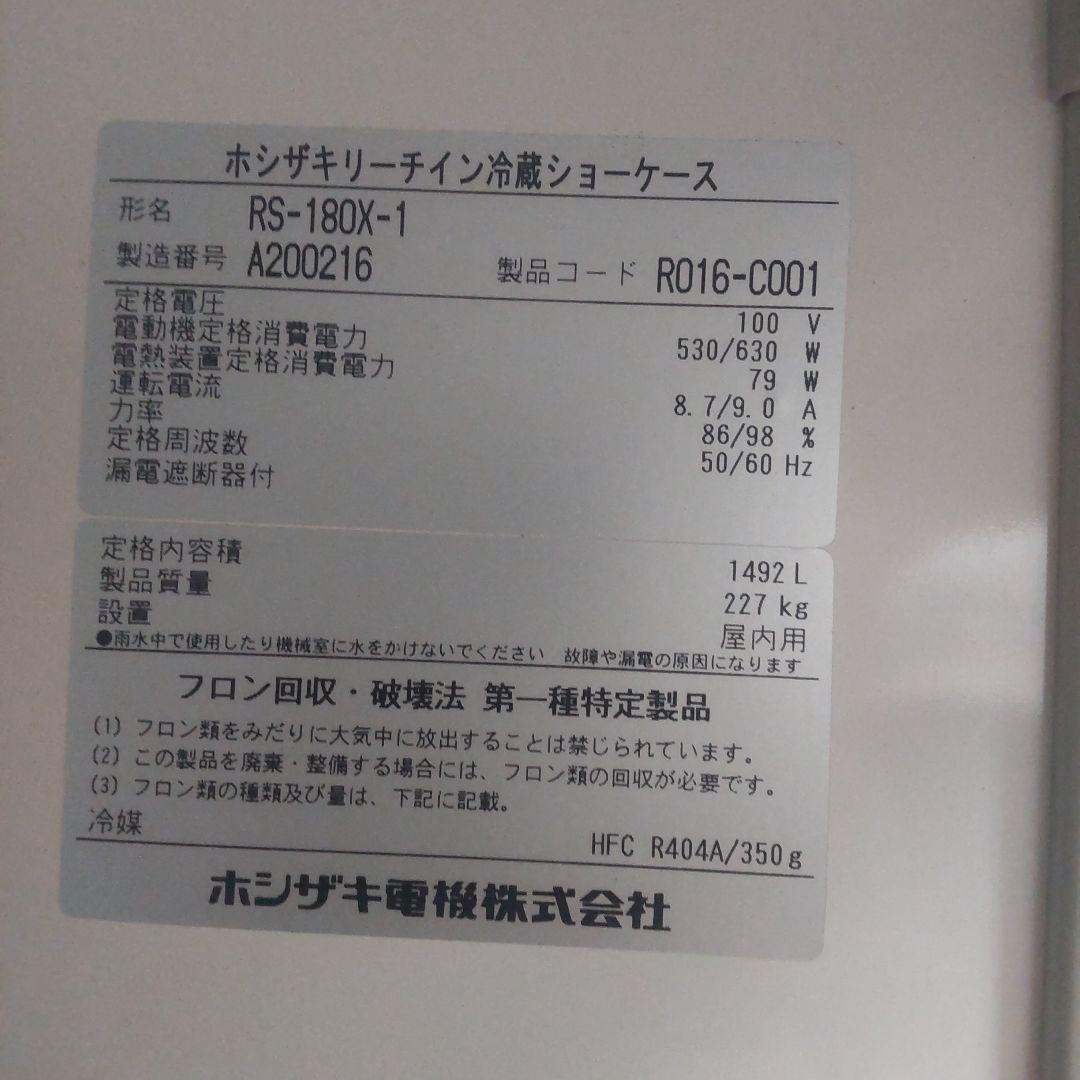 ホシザキリーチイン冷蔵ショーケース
形名 RS-180X-1
製造番号 A200216 製品コード R016-C001
定格電圧 100 V
電動機定格消費電力 530/630 W
電熱装置定格消費電力 79 W
運転電流 8.7/9.0 A
力率 86/98 %
定格周波数 50/60 Hz
漏電遮断器付
定格内容積 1492 L
製品質量 227 kg
設置 屋内用
●雨水中で使用したり機械室に水をかけないでください 故障や漏電の原因になります
フロン回収・破壊法 第一種特定製品
(1) フロン類をみだりに大気中に放出することは禁じられています。
(2) この製品を廃棄・整備する場合には、フロン類の回収が必要です。
(3) フロン類の種類及び量は、下記に記載。
冷媒 HFC R404A/350g
ホシザキ電機株式会社